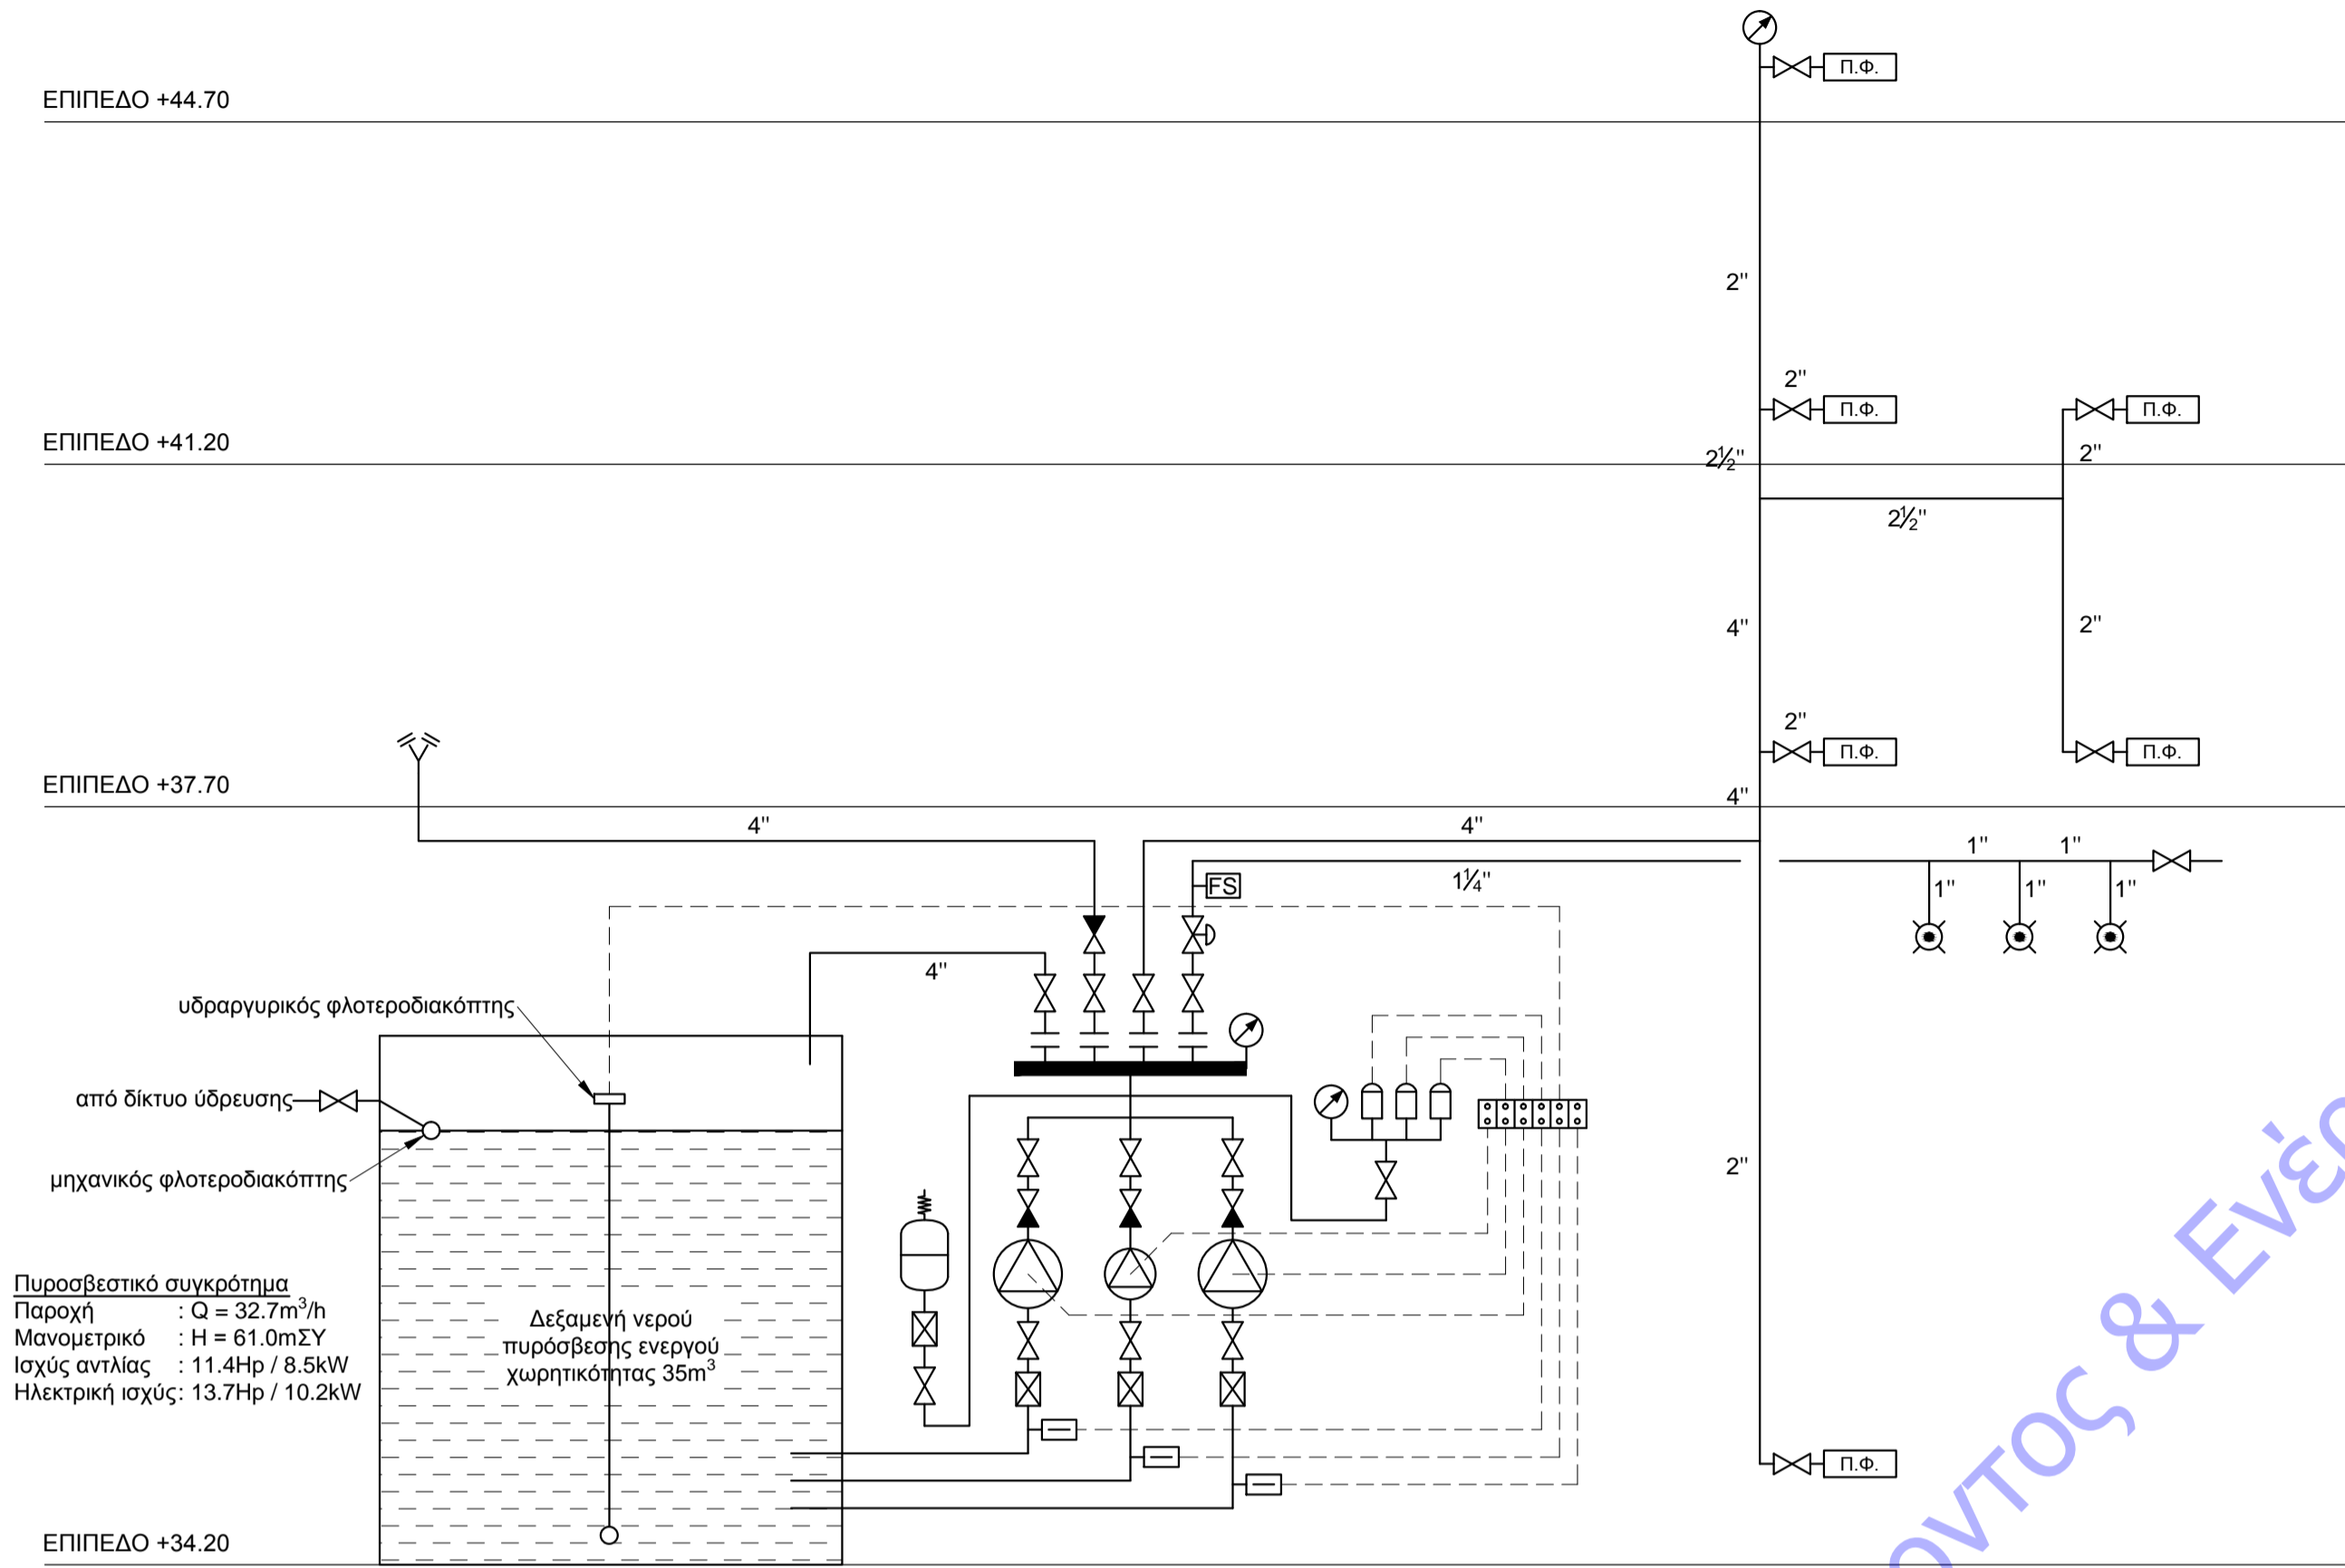 Π.Φ.
ΕΠΙΠΕΔΟ +44.70
2"
2"
Π.Φ.
Π.Φ.
ΕΠΙΠΕΔΟ +41.20
2½"
2"
2½"
4"
2"
2"
Π.Φ.
Π.Φ.
ΕΠΙΠΕΔΟ +37.70
4"
4"
4"
1"
1"
1¼"
FS
1"
1"
1"
4"
υδραργυρικός φλοτεροδιακόπτης
από δίκτυο ύδρευσης
μηχανικός φλοτεροδιακόπτης
2"
Πυροσβεστικό συγκρότημα
Παροχή : Q = 32.7m³/h
Μανομετρικό : H = 61.0mΣΥ
Ισχύς αντλίας : 11.4Hp / 8.5kW
Ηλεκτρική ισχύς: 13.7Hp / 10.2kW
Δεξαμενή νερού
πυρόσβεσης ενεργού
χωρητικότητας 35m³
Π.Φ.
ΕΠΙΠΕΔΟ +34.20